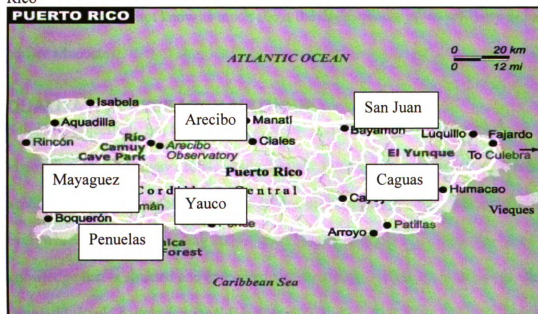 Rico
PUERTO RICO
ATLANTIC OCEAN
0 20 km
0 12 mi
Isabela
San Juan
Aquadilla
Arecibo
Manatí
Bayamon
Luquillo
Fajardo
Rincón
Río
Camuy
Cave Park
Arecibo
Observatory
Ciales
El Yunque
To Culebra
Puerto Rico
Mayaguez
Caguas
Central
Humacao
Yauco
Vieques
Boquerón
Patillas
Penuelas
Arroyo
Forest
Caribbean Sea